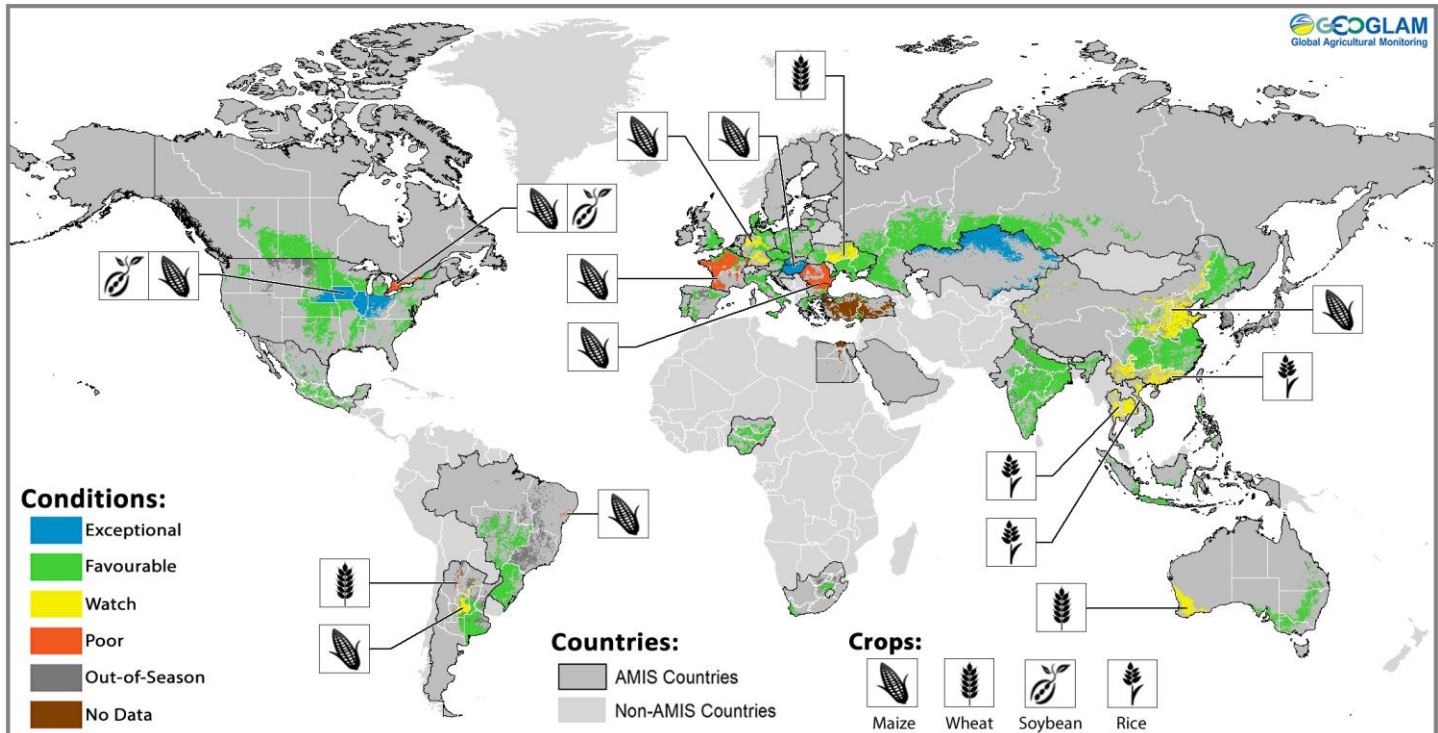 GEOGLAM
Global Agricultural Monitoring
Conditions:
Exceptional
Favourable
Watch
Poor
Out-of-Season
No Data
Countries:
AMIS Countries
Non-AMIS Countries
Crops:
Maize
Wheat
Soybean
Rice